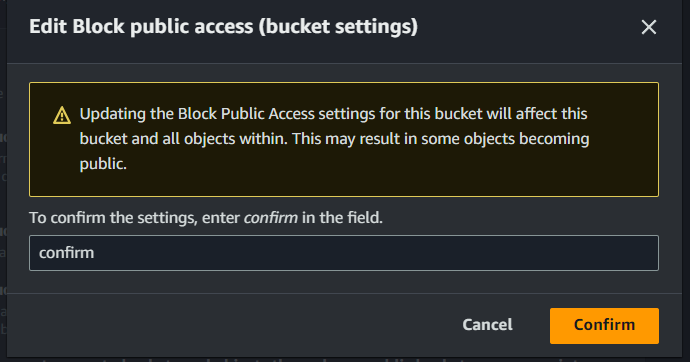 Edit Block public access (bucket settings)
Updating the Block Public Access settings for this bucket will affect this
bucket and all objects within. This may result in some objects becoming
public.
To confirm the settings, enter confirm in the field.
confirm
Cancel
Confirm